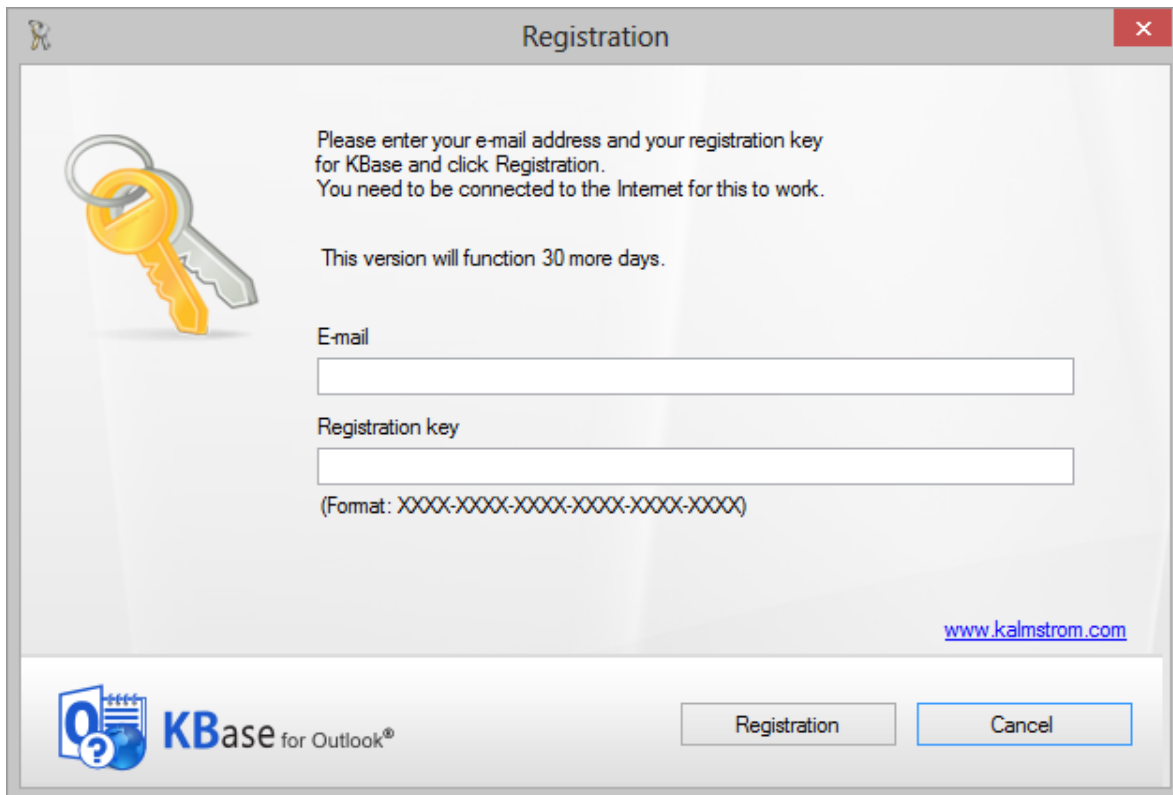 Registration
Please enter your e-mail address and your registration key
for KBase and click Registration.
You need to be connected to the Internet for this to work.
This version will function 30 more days.
E-mail
Registration key
(Format: XXXX-XXXX-XXXX-XXXX-XXXX-XXXX)
www.kalmstrom.com
KBase for Outlook®
Registration
Cancel